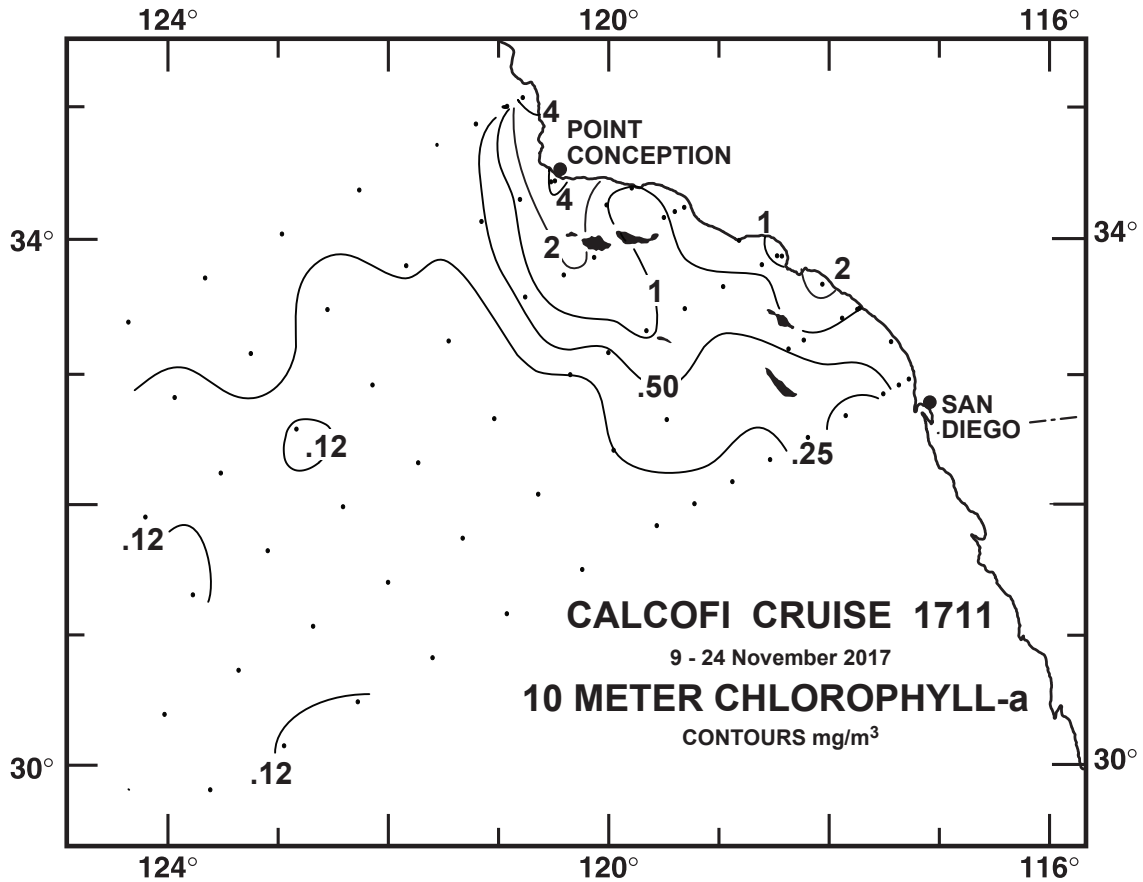 124° 120° 116°
4
POINT
CONCEPTION
4
1
34° 34°
2
2
1
.50
SAN
DIEGO
.12
.25
.12
CALCOFI CRUISE 1711
9 - 24 November 2017
10 METER CHLOROPHYLL-a
CONTOURS mg/m³
.12
30° 30°
124° 120° 116°